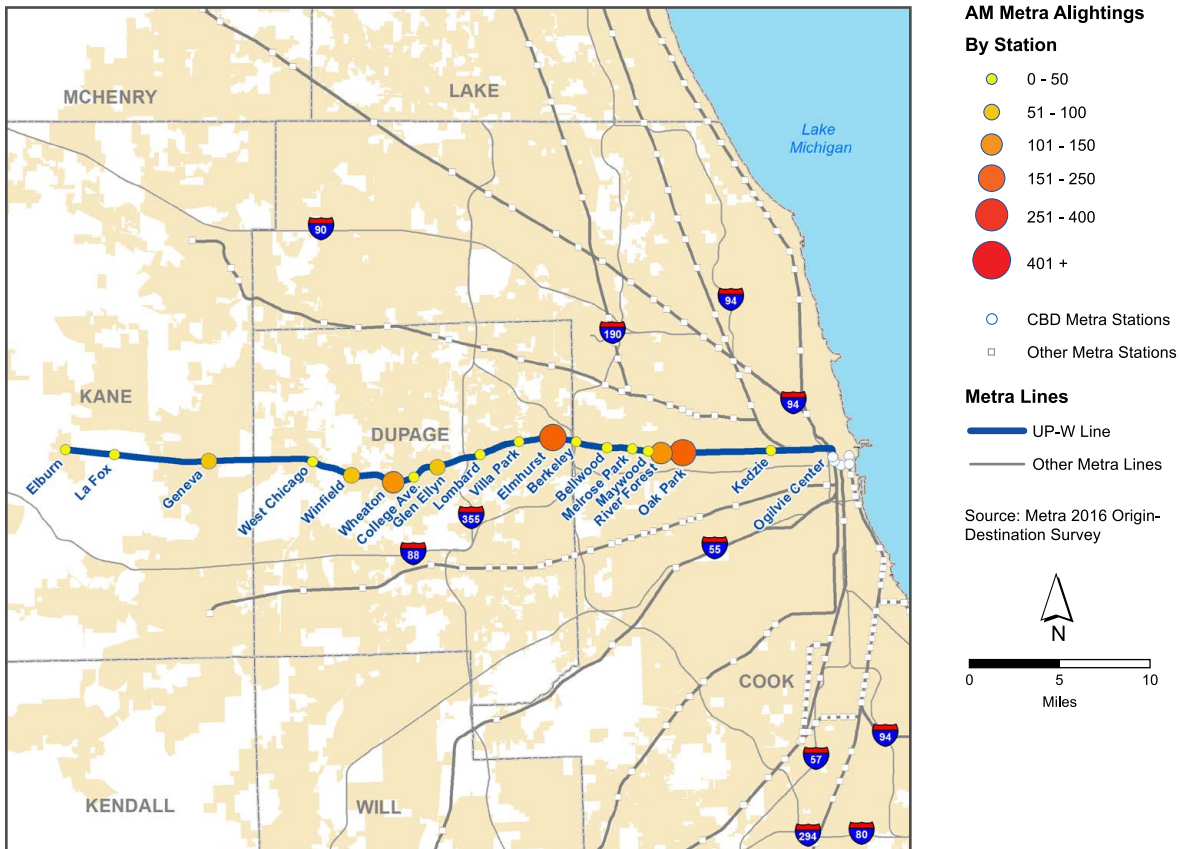 MCHENRY
LAKE
Lake
Michigan
90
94
190
94
KANE
DUPAGE
Elburn
La Fox
Geneva
West Chicago
Winfield
Wheaton
College Ave.
Glen Ellyn
Lombard
Villa Park
Elmhurst
Berkeley
Bellwood
Melrose Park
Maywood
River Forest
Oak Park
Kedzie
Ogilvie Center
355
88
55
COOK
94
57
KENDALL
WILL
294
80
AM Metra Alightings
By Station
0 - 50
51 - 100
101 - 150
151 - 250
251 - 400
401 +
CBD Metra Stations
Other Metra Stations
Metra Lines
UP-W Line
Other Metra Lines
Source: Metra 2016 Origin-
Destination Survey
N
0 5 10
Miles